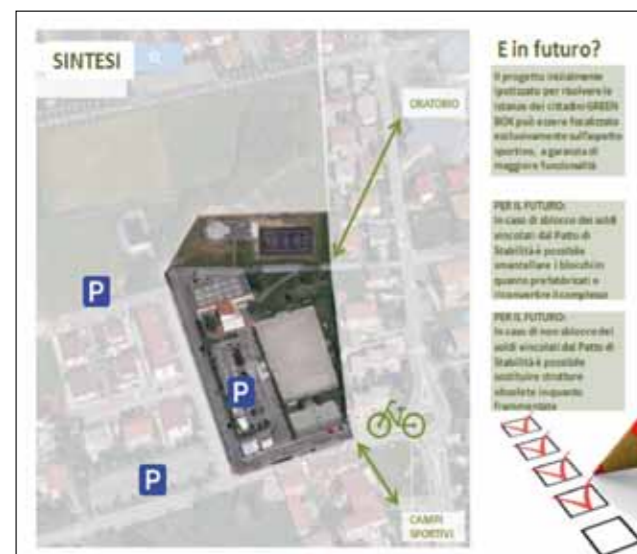 SINTESI
ORATORIO
P
P
P
CAMPI
SPORTIVI
E in futuro?
Il progetto inizialmente
ipotizzato per risolvere le
istanze dei cittadini GREEN
BOX può essere focalizzato
esclusivamente sull'aspetto
sportivo, a garanzia di
maggiore funzionalità
PER IL FUTURO:
In caso di sblocco dei soldi
vincolati dal Patto di
Stabilità è possibile
smantellare i blocchi in
quanto prefabbricati e
riconvertire il complesso
PER IL FUTURO:
In caso di non sblocco dei
soldi vincolati dal Patto di
Stabilità è possibile
sostituire strutture
obsolete in quanto
frammentate